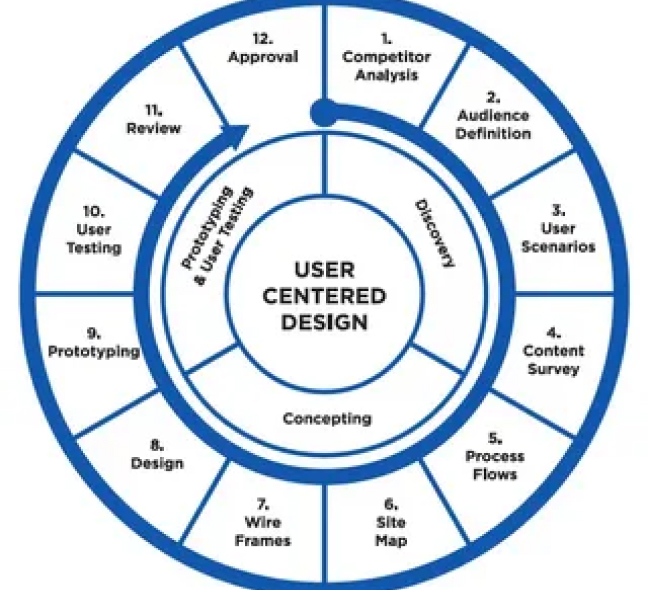 1.
Competitor
Analysis
2.
Audience
Definition
3.
User
Scenarios
4.
Content
Survey
5.
Process
Flows
6.
Site
Map
7.
Wire
Frames
8.
Design
9.
Prototyping
10.
User
Testing
11.
Review
12.
Approval
Discovery
Concepting
Prototyping
& User Testing
USER
CENTERED
DESIGN